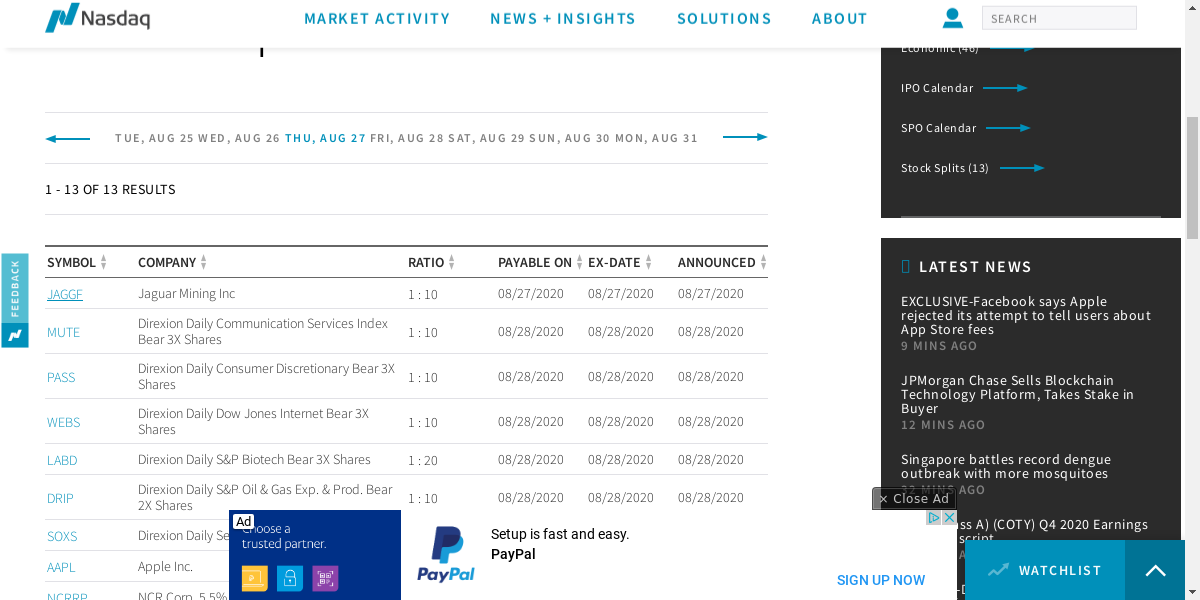 Nasdaq
MARKET ACTIVITY NEWS + INSIGHTS SOLUTIONS ABOUT
SEARCH
Economic (46)
IPO Calendar
SPO Calendar
Stock Splits (13)
TUE, AUG 25 WED, AUG 26 THU, AUG 27 FRI, AUG 28 SAT, AUG 29 SUN, AUG 30 MON, AUG 31
1 - 13 OF 13 RESULTS
SYMBOL COMPANY RATIO PAYABLE ON EX-DATE ANNOUNCED
JAGGF Jaguar Mining Inc 1 : 10 08/27/2020 08/27/2020 08/27/2020
MUTE Direxion Daily Communication Services Index
Bear 3X Shares 1 : 10 08/28/2020 08/28/2020 08/28/2020
PASS Direxion Daily Consumer Discretionary Bear 3X
Shares 1 : 10 08/28/2020 08/28/2020 08/28/2020
WEBS Direxion Daily Dow Jones Internet Bear 3X
Shares 1 : 10 08/28/2020 08/28/2020 08/28/2020
LABD Direxion Daily S&P Biotech Bear 3X Shares 1 : 20 08/28/2020 08/28/2020 08/28/2020
DRIP Direxion Daily S&P Oil & Gas Exp. & Prod. Bear
2X Shares 1 : 10 08/28/2020 08/28/2020 08/28/2020
SOXS Direxion Daily Se
AAPL Apple Inc.
NCRRP NCR Corp. 5.5%
FEEDBACK
LATEST NEWS
EXCLUSIVE-Facebook says Apple
rejected its attempt to tell users about
App Store fees
9 MINS AGO
JPMorgan Chase Sells Blockchain
Technology Platform, Takes Stake in
Buyer
12 MINS AGO
Singapore battles record dengue
outbreak with more mosquitoes
32 MINS AGO
ss A) (COTY) Q4 2020 Earnings
script
× Close Ad
Ad
Choose a
trusted partner.
PayPal
Setup is fast and easy.
PayPal
SIGN UP NOW
WATCHLIST